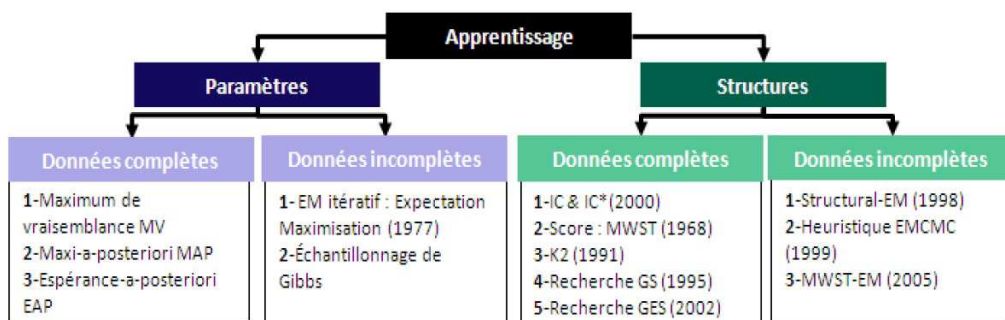 Apprentissage
Paramètres
Structures
Données complètes
1-Maximum de
vraisemblance MV
2-Maxi-a-posteriori MAP
3-Espérance-a-posteriori
EAP
Données incomplètes
1- EM itératif : Expectation
Maximisation (1977)
2-Échantillonnage de
Gibbs
Données complètes
1-IC & IC* (2000)
2-Score : MWST (1968)
3-K2 (1991)
4-Recherche GS (1995)
5-Recherche GES (2002)
Données incomplètes
1-Structural-EM (1998)
2-Heuristique EMCMC
(1999)
3-MWST-EM (2005)